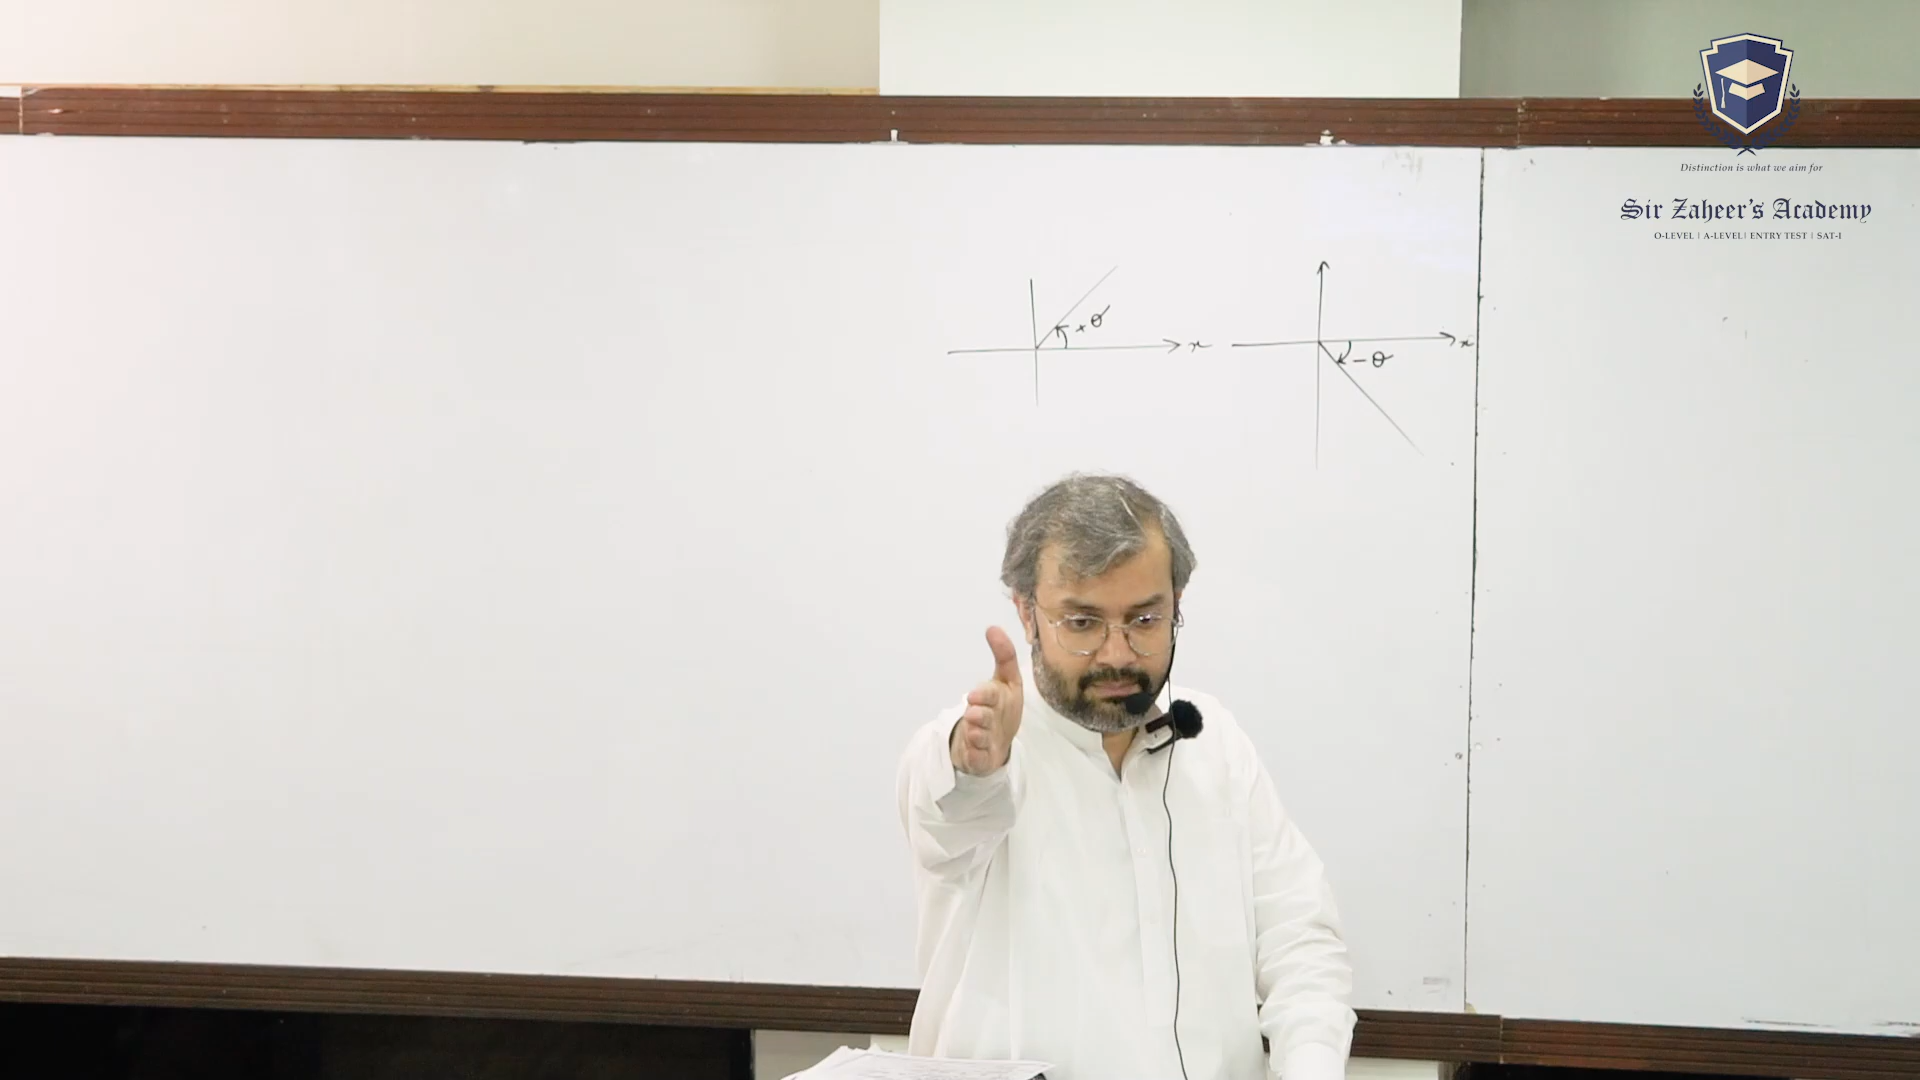 Distinction is what we aim for
Sir Zaheer's Academy
O-LEVEL | A-LEVEL | ENTRY TEST | SAT-I
+θ
x
-θ
x